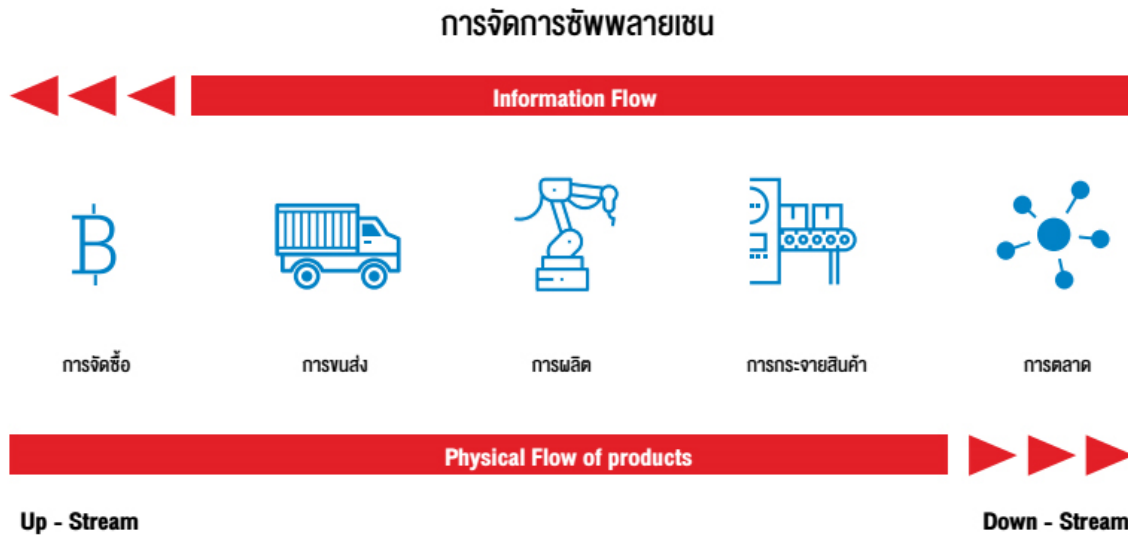 การจัดการซัพพลายเชน
Information Flow
การจัดซื้อ การขนส่ง การผลิต การกระจายสินค้า การตลาด
Physical Flow of products
Up - Stream Down - Stream